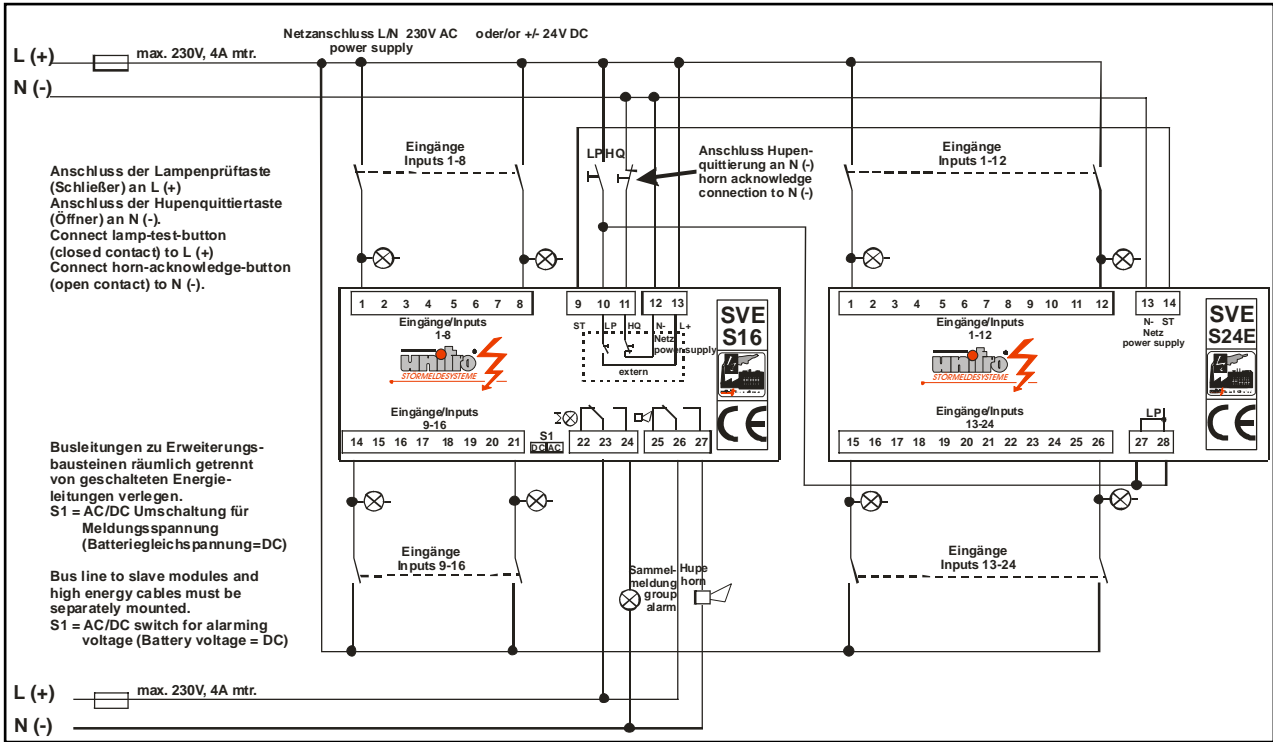 Netzanschluss L/N 230V AC oder/or +/- 24V DC
power supply
L (+)
max. 230V, 4A mtr.
N (-)
Anschluss der Lampenprüftaste
(Schließer) an L (+)
Anschluss der Hupenquittiertaste
(Öffner) an N (-).
Connect lamp-test-button
(closed contact) to L (+)
Connect horn-acknowledge-button
(open contact) to N (-).
Eingänge
Inputs 1-8
LP HQ
Anschluss Hupen-
quittierung an N (-)
horn acknowledge
connection to N (-)
Eingänge
Inputs 1-12
1 2 3 4 5 6 7 8
9 10 11 12 13
Eingänge/Inputs
1-8
ST LP HQ N- L+
Netz
power supply
extern
unitro
STÖRMELDESYSTEME
SVE
S16
CE
Eingänge/Inputs
9-16
14 15 16 17 18 19 20 21
S1
DC AC
22 23 24 25 26 27
1 2 3 4 5 6 7 8 9 10 11 12
13 14
Eingänge/Inputs
1-12
N- ST
Netz
power supply
unitro
STÖRMELDESYSTEME
SVE
S24E
CE
Eingänge/Inputs
13-24
LP
15 16 17 18 19 20 21 22 23 24 25 26
27 28
Busleitungen zu Erweiterungs-
bausteinen räumlich getrennt
von geschalteten Energie-
leitungen verlegen.
S1 = AC/DC Umschaltung für
Meldungsspannung
(Batteriegleichspannung=DC)
Bus line to slave modules and
high energy cables must be
separately mounted.
S1 = AC/DC switch for alarming
voltage (Battery voltage = DC)
Eingänge
Inputs 9-16
Sammel-
meldung
group
alarm
Hupe
horn
Eingänge
Inputs 13-24
L (+)
max. 230V, 4A mtr.
N (-)